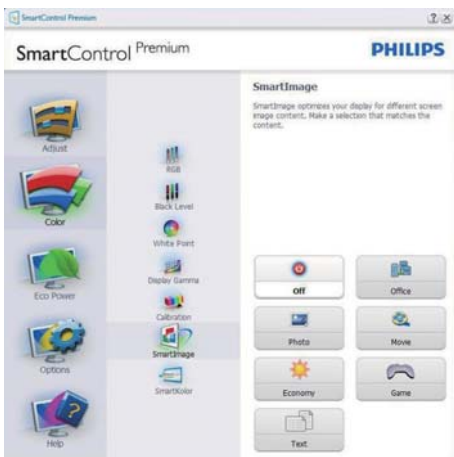 SmartControl Premium
SmartControl Premium
PHILIPS
Adjust
Color
Eco Power
Options
Help
RGB
Black Level
White Point
Display Gamma
Calibration
SmartImage
SmartKolor
SmartImage
SmartImage optimizes your display for different screen
image content. Make a selection that matches the
content.
Off
Office
Photo
Movie
Economy
Game
Text